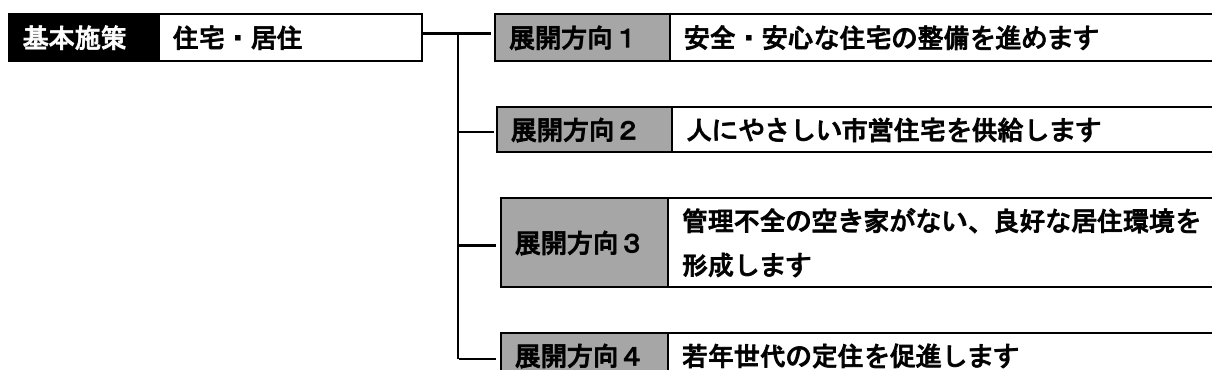 基本施策 住宅・居住
展開方向1 安全・安心な住宅の整備を進めます
展開方向2 人にやさしい市営住宅を供給します
展開方向3 管理不全の空き家がない、良好な居住環境を
形成します
展開方向4 若年世代の定住を促進します